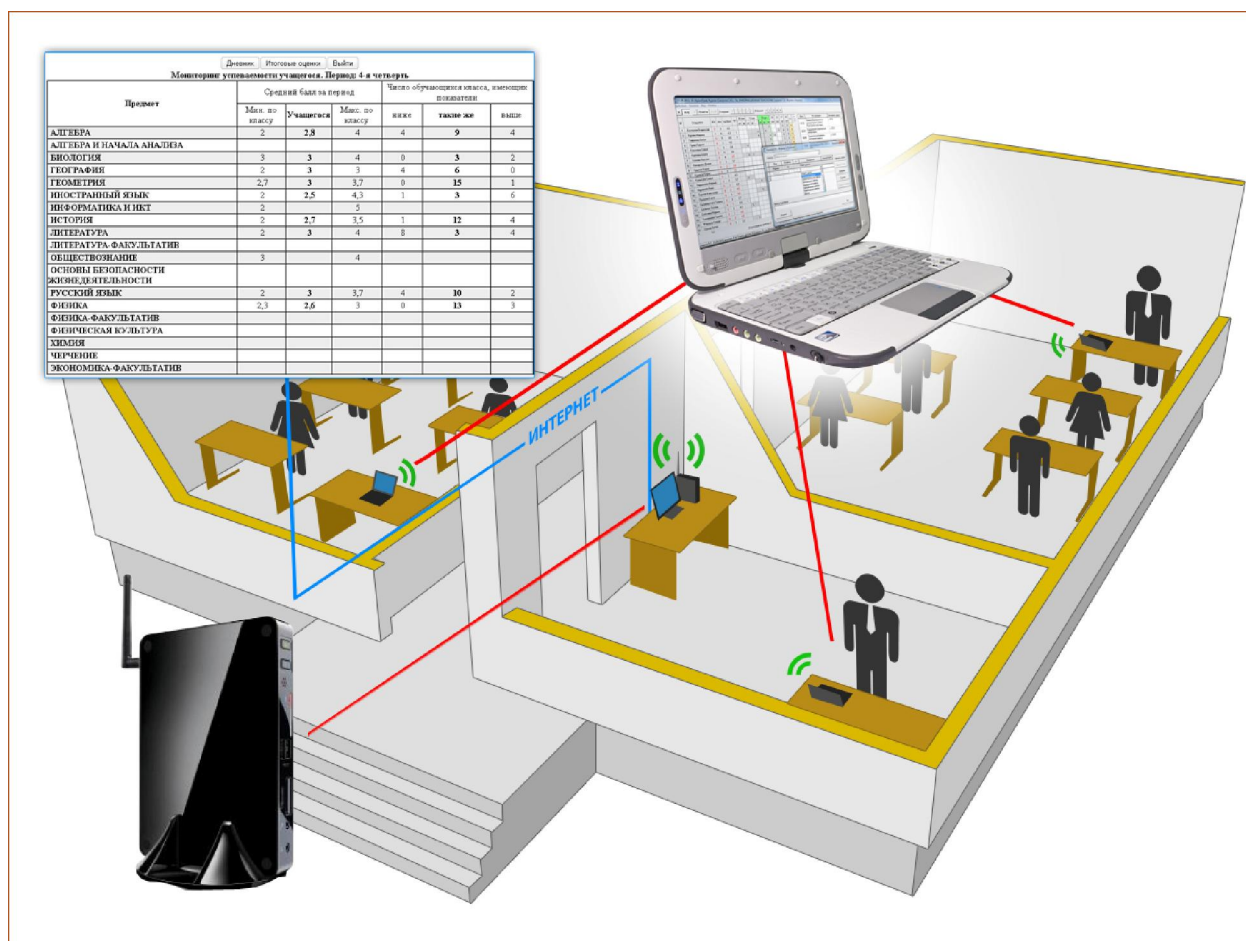 Дневник Итоговые оценки Выйти
Мониторинг успеваемости учащегося. Период: 4-я четверть
Предмет Средний балл за период Число обучающихся класса, имеющих показатели
Мин. по классу Учащегося Макс. по классу ниже такие же выше
АЛГЕБРА 2 2,8 4 4 9 4
АЛГЕБРА И НАЧАЛА АНАЛИЗА
БИОЛОГИЯ 3 3 4 0 3 2
ГЕОГРАФИЯ 2 3 3 4 6 0
ГЕОМЕТРИЯ 2,7 3 3,7 0 15 1
ИНОСТРАННЫЙ ЯЗЫК 2 2,5 4,3 1 3 6
ИНФОРМАТИКА И ИКТ 2 5
ИСТОРИЯ 2 2,7 3,5 1 12 4
ЛИТЕРАТУРА 2 3 4 8 3 4
ЛИТЕРАТУРА-ФАКУЛЬТАТИВ
ОБЩЕСТВОЗНАНИЕ 3 4
ОСНОВЫ БЕЗОПАСНОСТИ
ЖИЗНЕДЕЯТЕЛЬНОСТИ
РУССКИЙ ЯЗЫК 2 3 3,7 4 10 2
ФИЗИКА 2,3 2,6 3 0 13 3
ФИЗИКА-ФАКУЛЬТАТИВ
ФИЗИЧЕСКАЯ КУЛЬТУРА
ХИМИЯ
ЧЕРЧЕНИЕ
ЭКОНОМИКА-ФАКУЛЬТАТИВ
ИНТЕРНЕТ